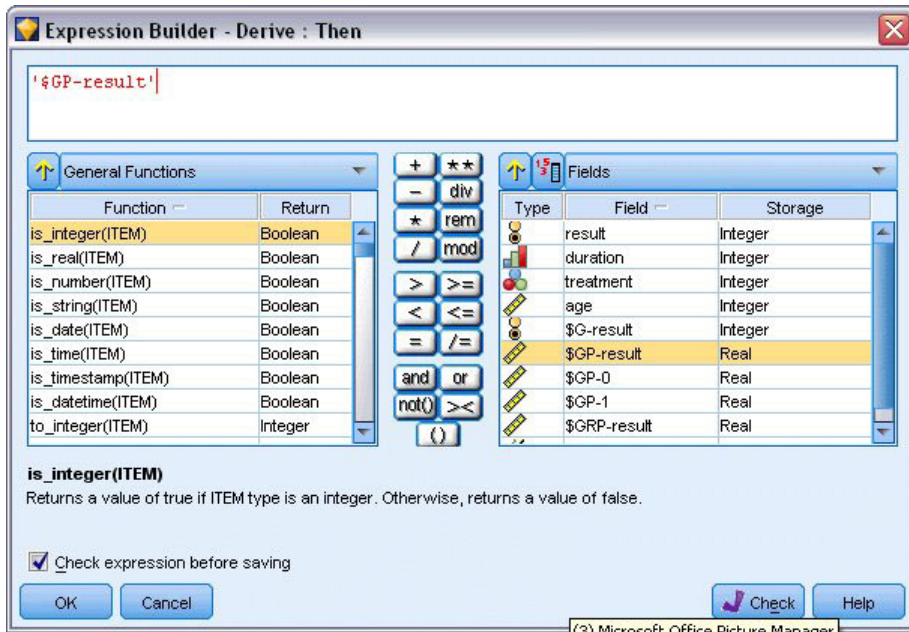 Expression Builder - Derive : Then
'$GP-result'
General Functions
Function Return
is_integer(ITEM) Boolean
is_real(ITEM) Boolean
is_number(ITEM) Boolean
is_string(ITEM) Boolean
is_date(ITEM) Boolean
is_time(ITEM) Boolean
is_timestamp(ITEM) Boolean
is_datetime(ITEM) Boolean
to_integer(ITEM) Integer
+ **
- div
* rem
/ mod
> >=
< <=
= /=
and or
not() ><
()
Fields
Type Field Storage
result Integer
duration Integer
treatment Integer
age Integer
$G-result Integer
$GP-result Real
$GP-0 Real
$GP-1 Real
$GRP-result Real
is_integer(ITEM)
Returns a value of true if ITEM type is an integer. Otherwise, returns a value of false.
Check expression before saving
OK Cancel Check Help
(3) Microsoft Office Picture Manager